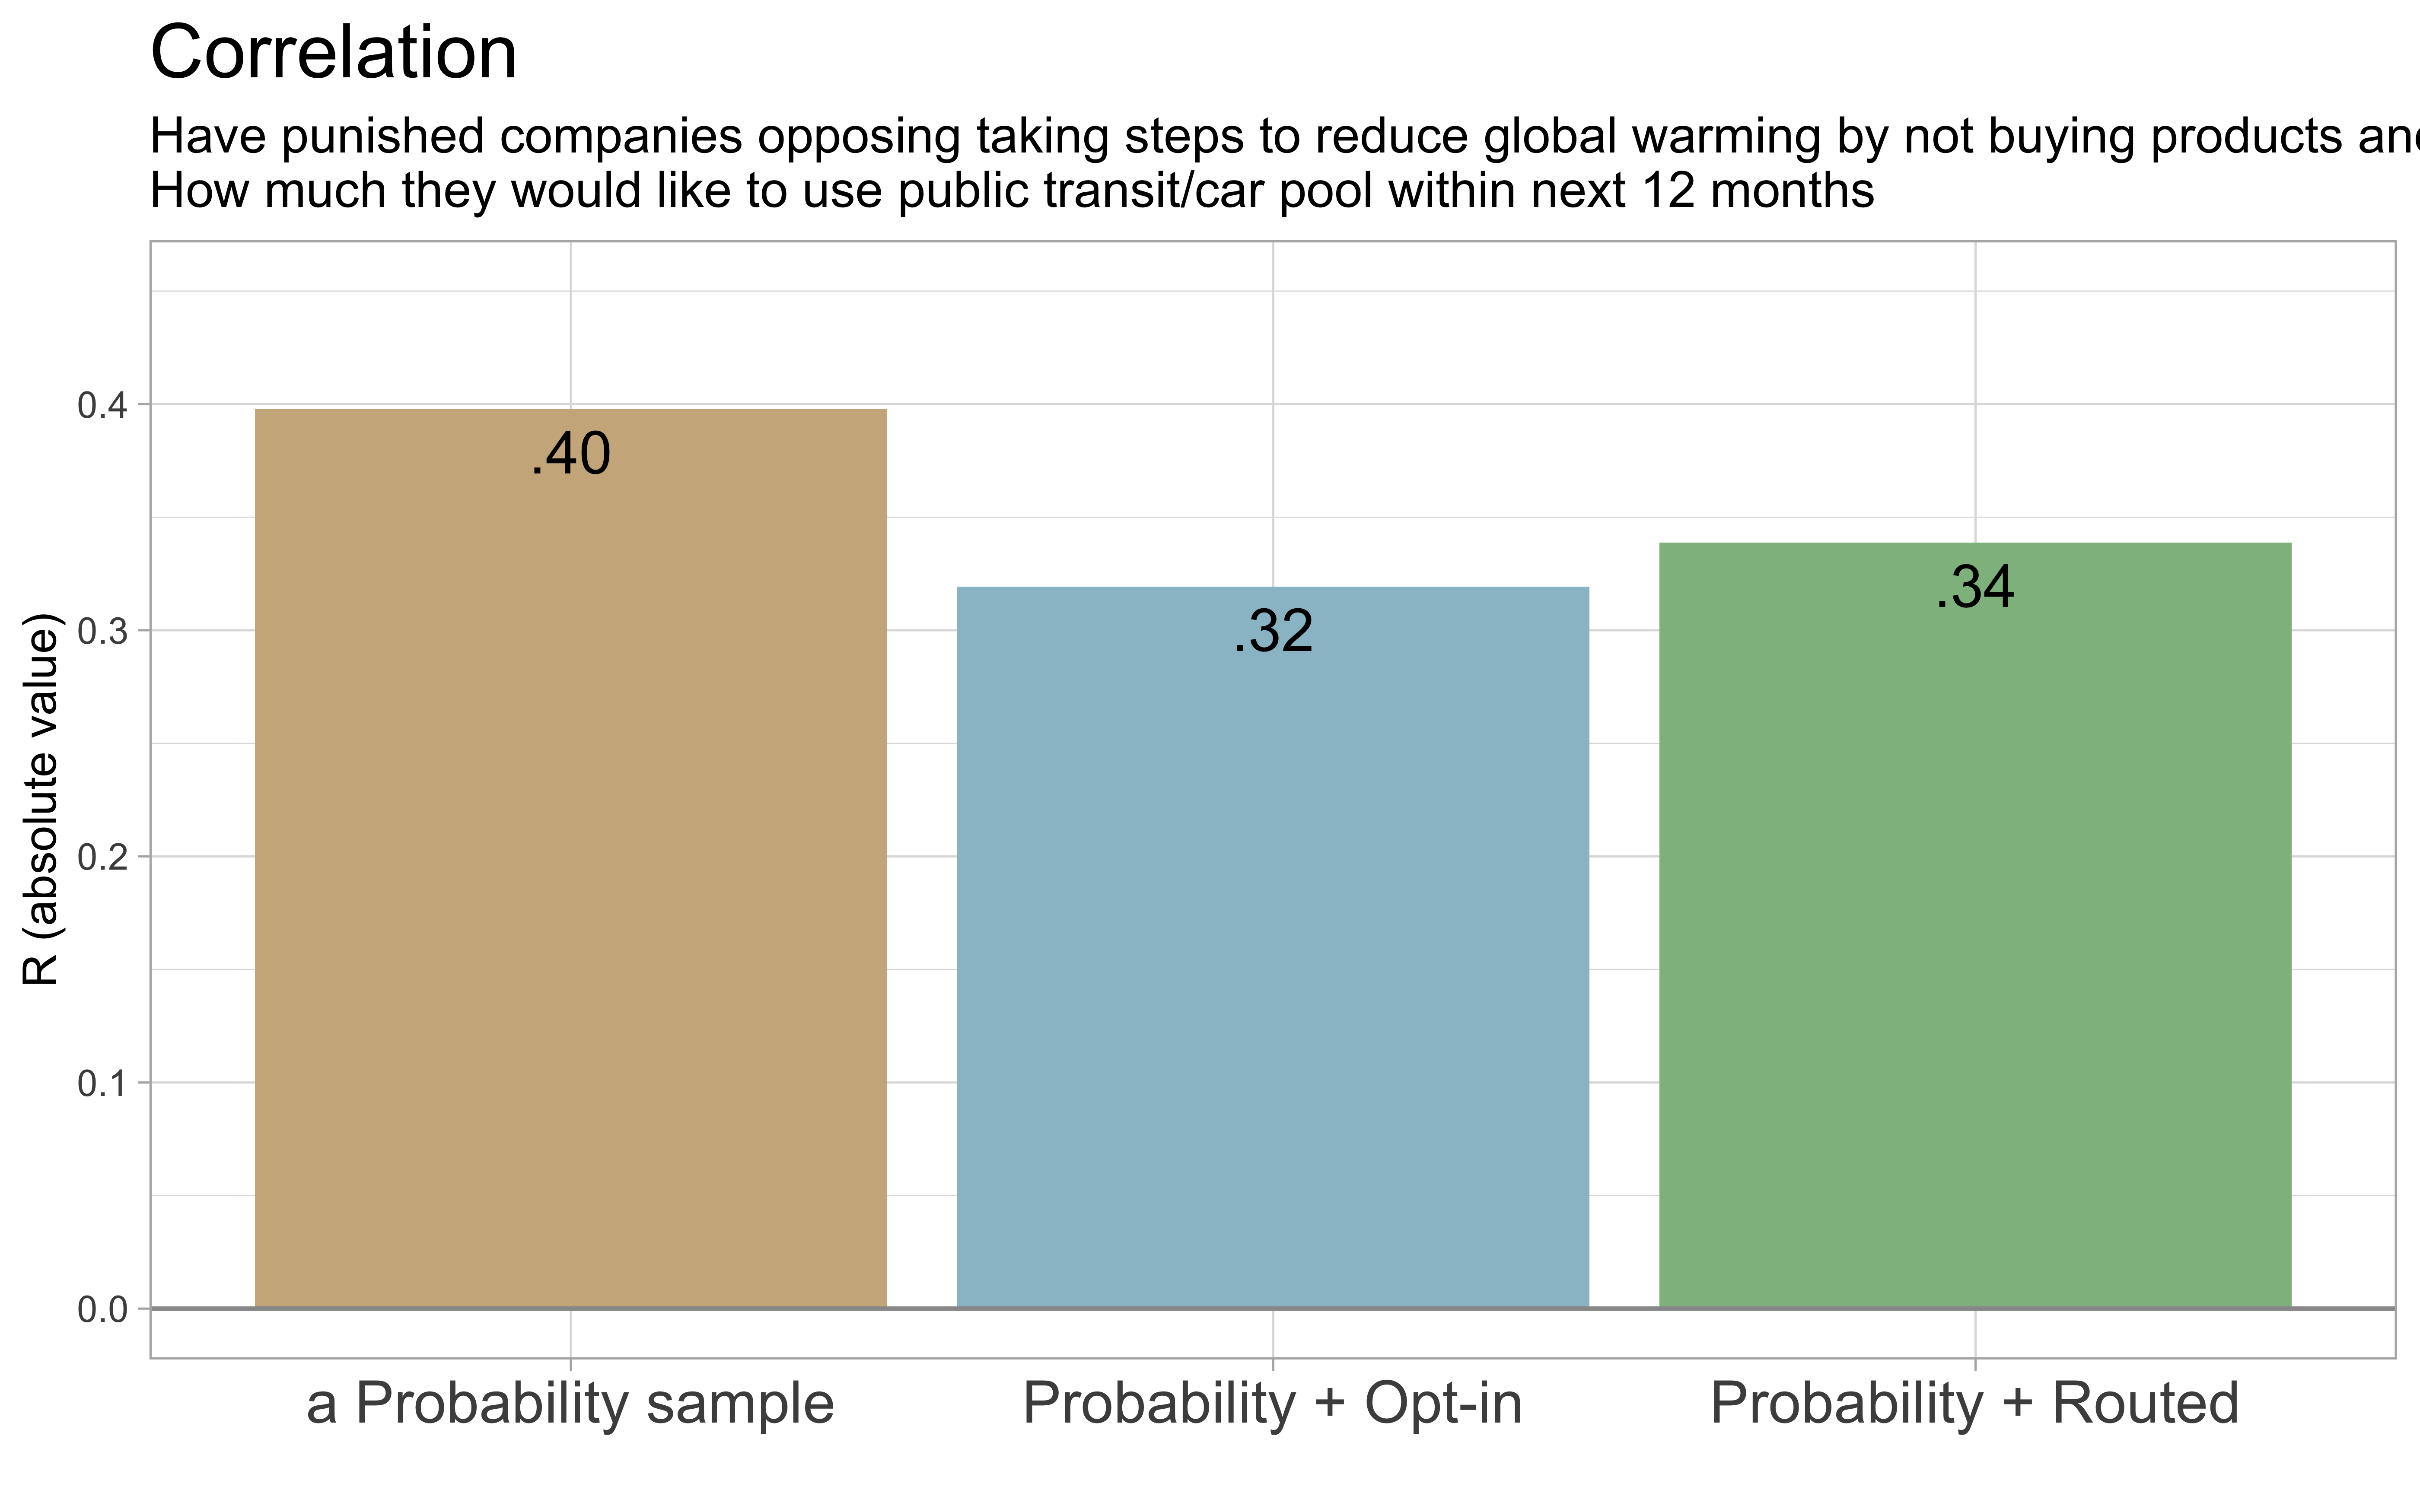 Correlation
Have punished companies opposing taking steps to reduce global warming by not buying products and
How much they would like to use public transit/car pool within next 12 months
R (absolute value)
0.4
0.3
0.2
0.1
0.0
.40
.32
.34
a Probability sample
Probability + Opt-in
Probability + Routed